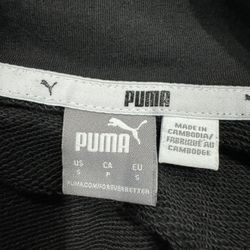 PUMA
PUMA
US CA EU
S P S
PUMA.COM/FOREVERBETTER
MADE IN
CAMBODIA/
FABRIQUÉ AU
CAMBODGE